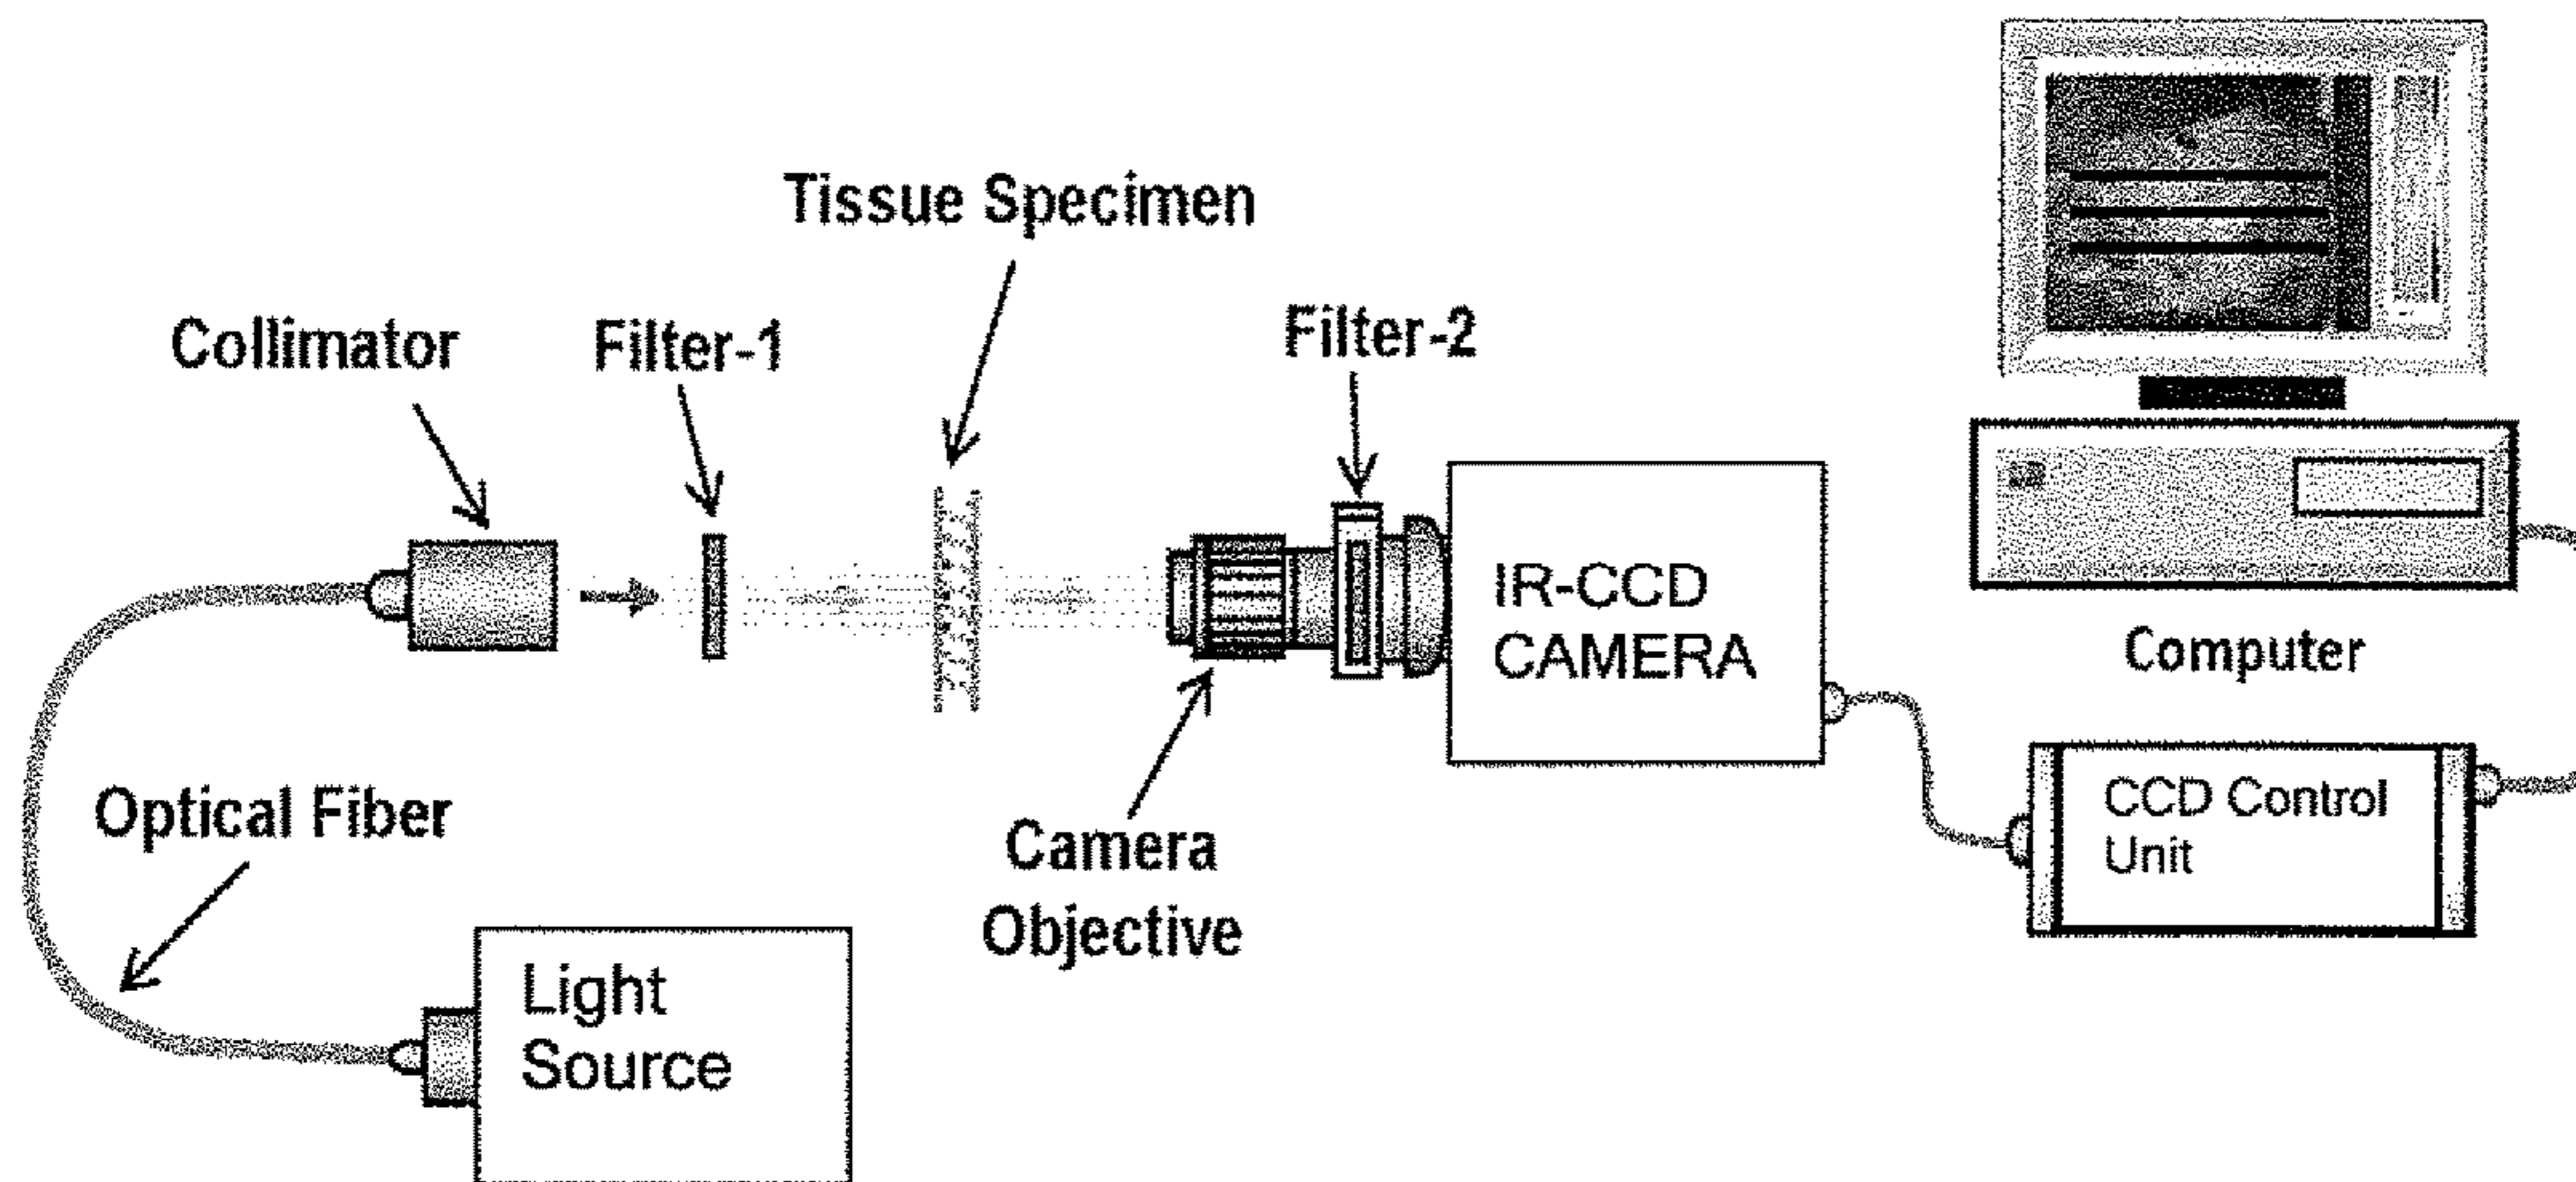 Tissue Specimen
Collimator
Filter-1
Filter-2
IR-CCD
CAMERA
Computer
Optical Fiber
Camera
Objective
CCD Control
Unit
Light
Source